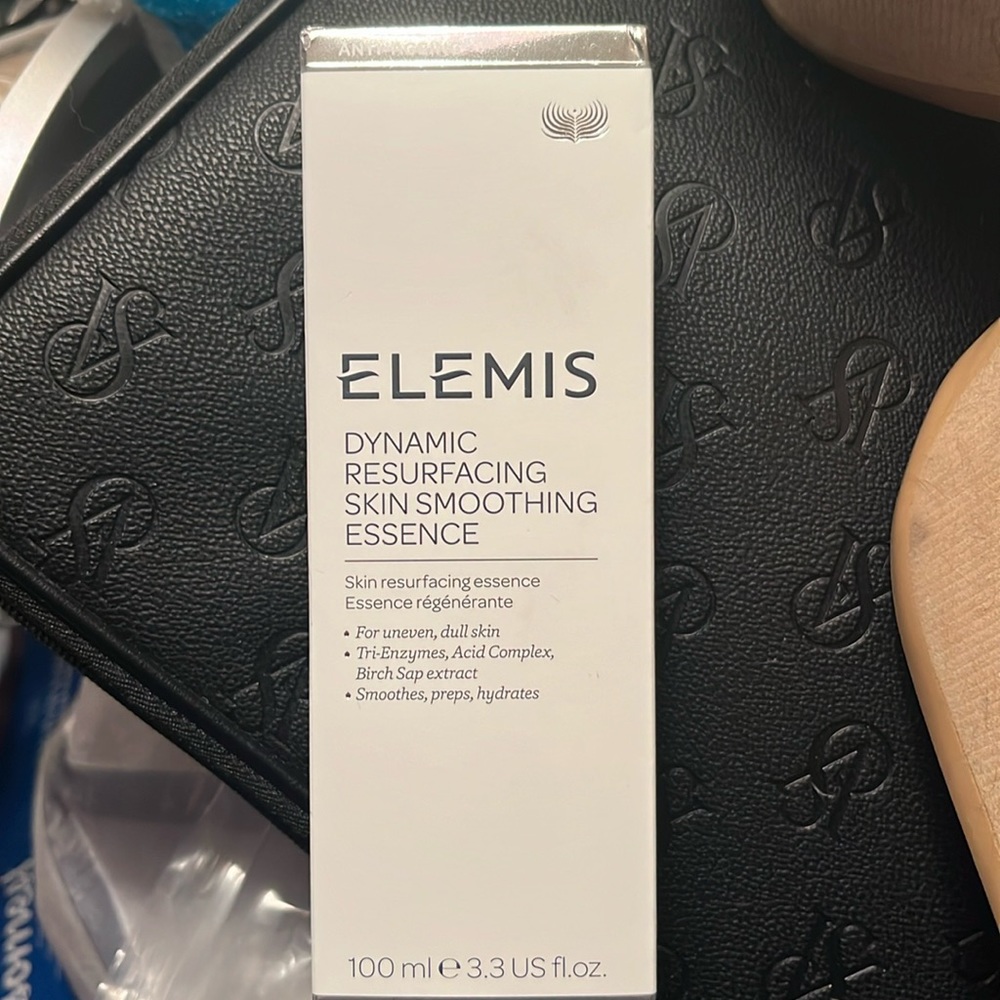 ELEMIS
DYNAMIC
RESURFACING
SKIN SMOOTHING
ESSENCE
Skin resurfacing essence
Essence régénérante
• For uneven, dull skin
• Tri-Enzymes, Acid Complex,
Birch Sap extract
• Smoothes, preps, hydrates
100 ml ℮ 3.3 US fl.oz.